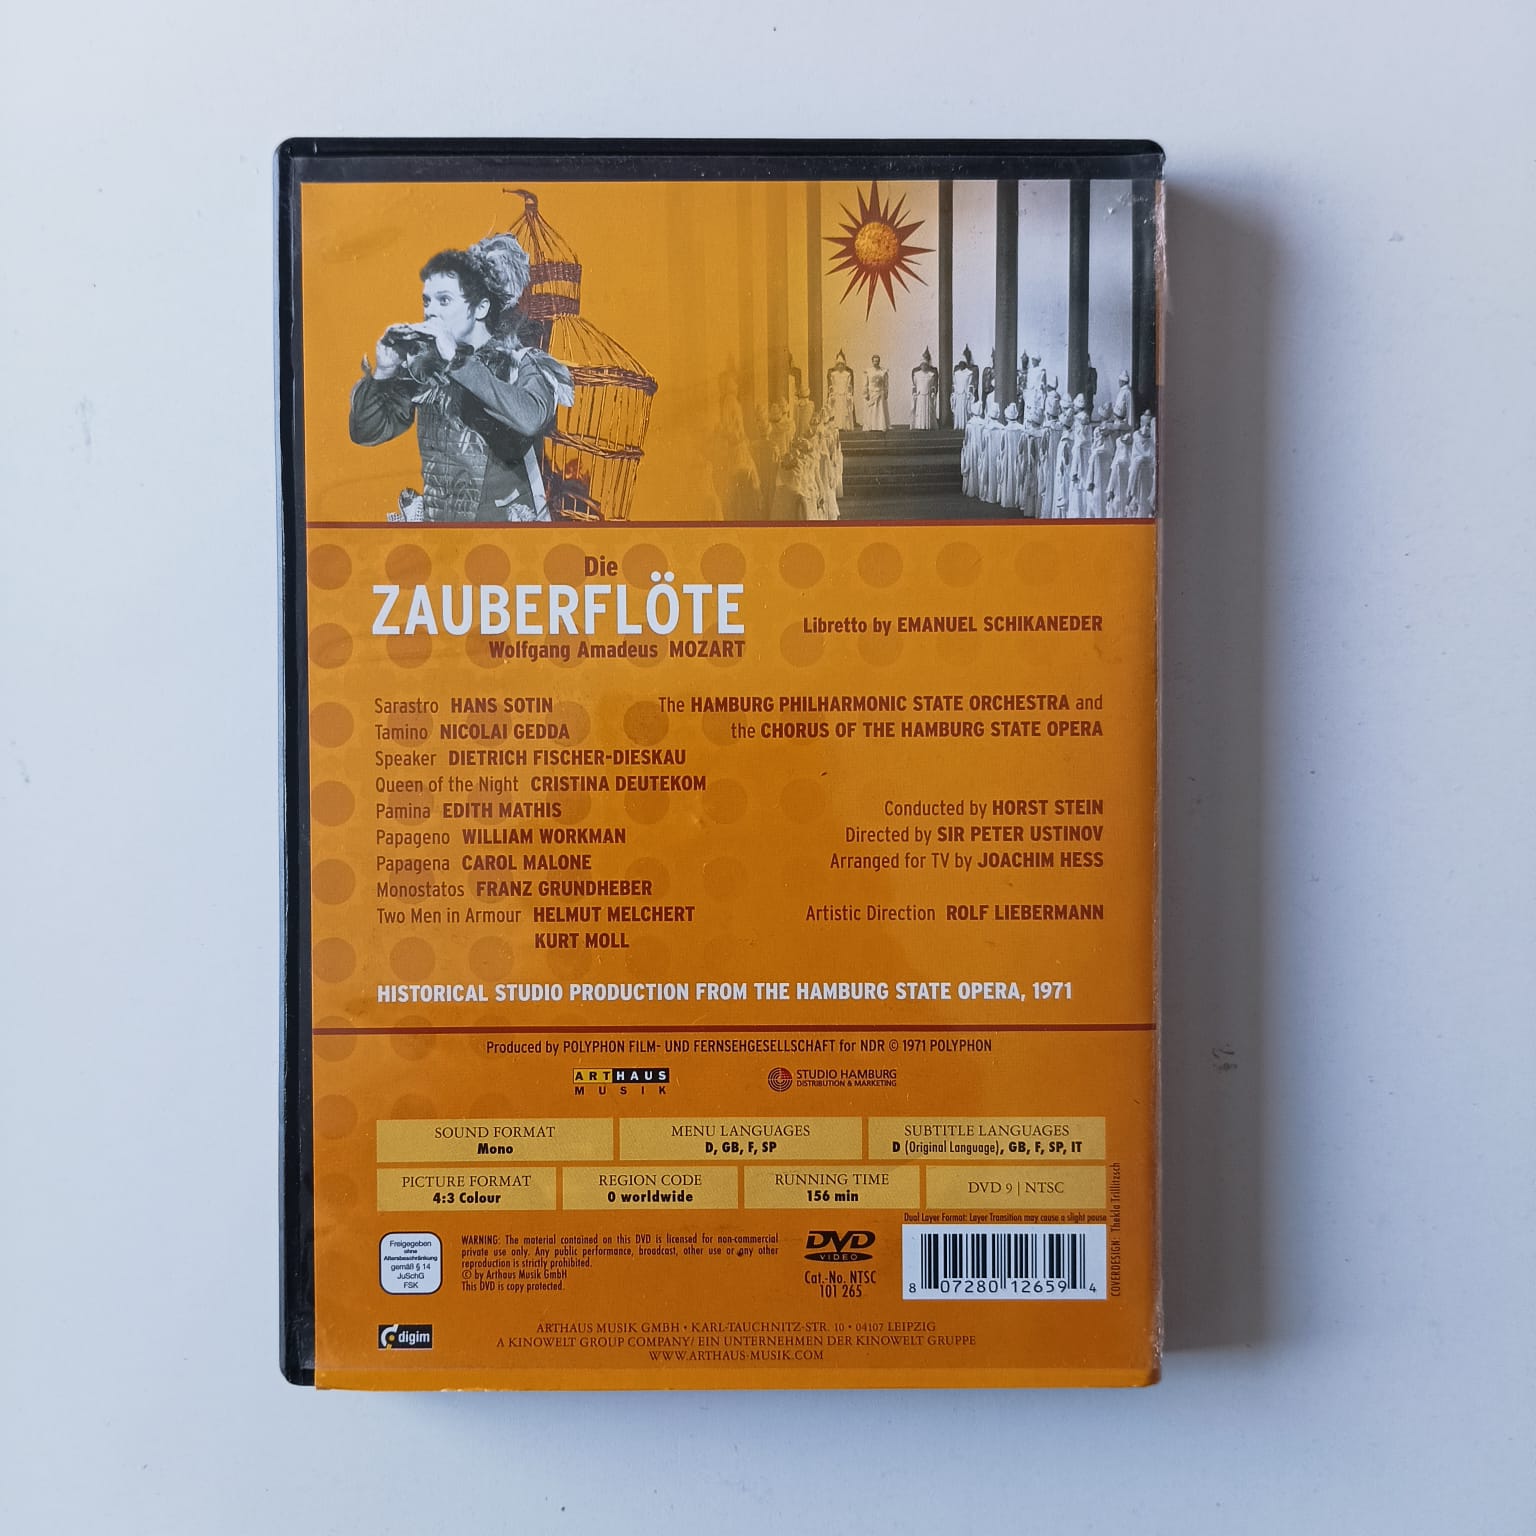 Die
ZAUBERFLÖTE
Wolfgang Amadeus MOZART
Libretto by EMANUEL SCHIKANEDER
Sarastro HANS SOTIN
Tamino NICOLAI GEDDA
Speaker DIETRICH FISCHER-DIESKAU
Queen of the Night CRISTINA DEUTEKOM
Pamina EDITH MATHIS
Papageno WILLIAM WORKMAN
Papagena CAROL MALONE
Monostatos FRANZ GRUNDHEBER
Two Men in Armour HELMUT MELCHERT
KURT MOLL
The HAMBURG PHILHARMONIC STATE ORCHESTRA and
the CHORUS OF THE HAMBURG STATE OPERA
Conducted by HORST STEIN
Directed by SIR PETER USTINOV
Arranged for TV by JOACHIM HESS
Artistic Direction ROLF LIEBERMANN
HISTORICAL STUDIO PRODUCTION FROM THE HAMBURG STATE OPERA, 1971
Produced by POLYPHON FILM- UND FERNSEHGESELLSCHAFT for NDR © 1971 POLYPHON
ARTHAUS
MUSIK
STUDIO HAMBURG
DISTRIBUTION & MARKETING
SOUND FORMAT
Mono
MENU LANGUAGES
D, GB, F, SP
SUBTITLE LANGUAGES
D (Original Language), GB, F, SP, IT
PICTURE FORMAT
4:3 Colour
REGION CODE
0 worldwide
RUNNING TIME
156 min
DVD 9 | NTSC
Dual Layer Format: Layer Transition may cause a slight pause
COVERDESIGN: Thekla Trillitzsch
Freigegeben
ohne
Altersbeschränkung
gemäß § 14
JuSchG
FSK
WARNING: The material contained on this DVD is licensed for non-commercial
private use only. Any public performance, broadcast, other use or any other
reproduction is strictly prohibited.
© by Arthaus Musik GmbH
This DVD is copy protected.
DVD
VIDEO
Cat.-No. NTSC
101 265
8 07280 12659 4
digim
ARTHAUS MUSIK GMBH • KARL-TAUCHNITZ-STR. 10 • 04107 LEIPZIG
A KINOWELT GROUP COMPANY/ EIN UNTERNEHMEN DER KINOWELT GRUPPE
WWW.ARTHAUS-MUSIK.COM